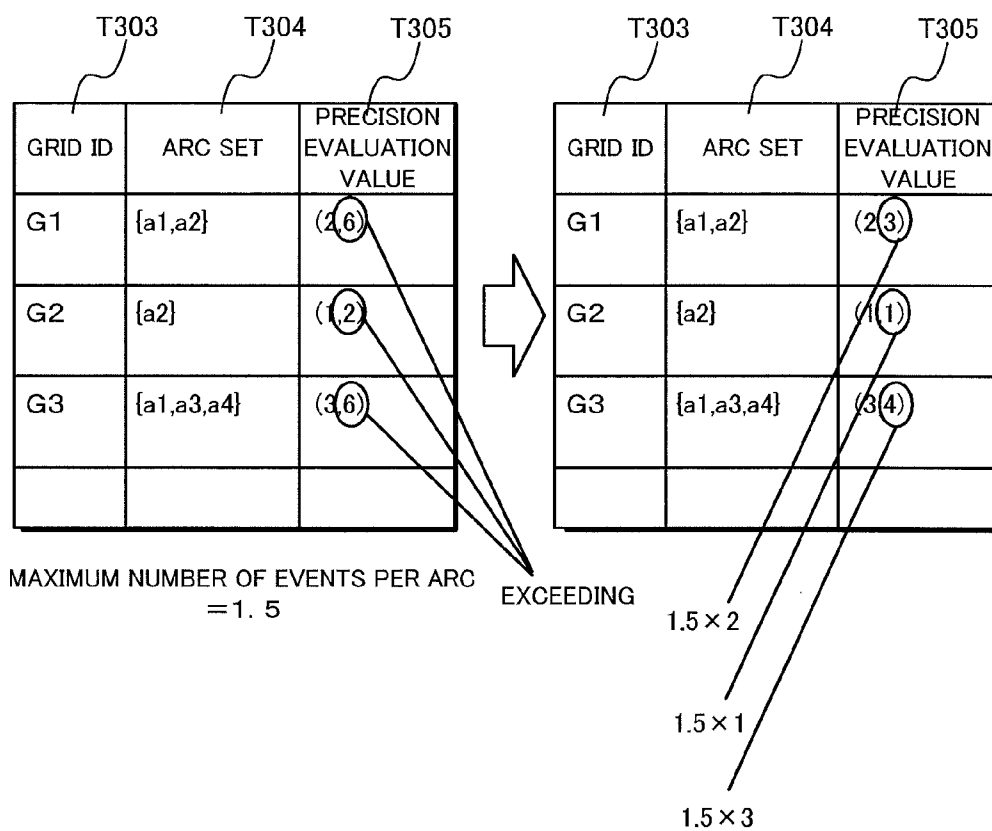 T303 T304 T305 T303 T304 T305
GRID ID ARC SET PRECISION EVALUATION VALUE
G1 {a1,a2} (2,6)
G2 {a2} (1,2)
G3 {a1,a3,a4} (3,6)
MAXIMUM NUMBER OF EVENTS PER ARC
=1. 5
EXCEEDING
GRID ID ARC SET PRECISION EVALUATION VALUE
G1 {a1,a2} (2 3)
G2 {a2} (1 1)
G3 {a1,a3,a4} (3 4)
1.5×2
1.5×1
1.5×3